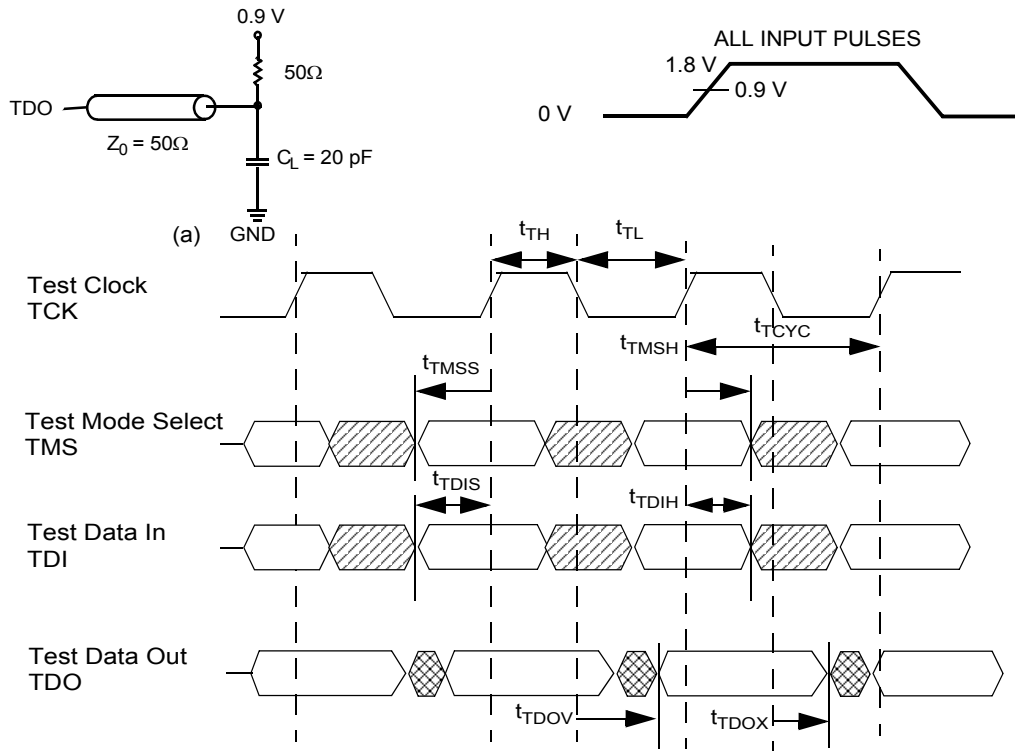 0.9 V
ALL INPUT PULSES
50Ω
1.8 V
0.9 V
TDO
0 V
Z0 = 50Ω
CL = 20 pF
(a)
GND
tTH
tTL
Test Clock
TCK
tTMSH
tTCYC
tTMSS
Test Mode Select
TMS
tTDIS
tTDIH
Test Data In
TDI
Test Data Out
TDO
tTDOV
tTDOX